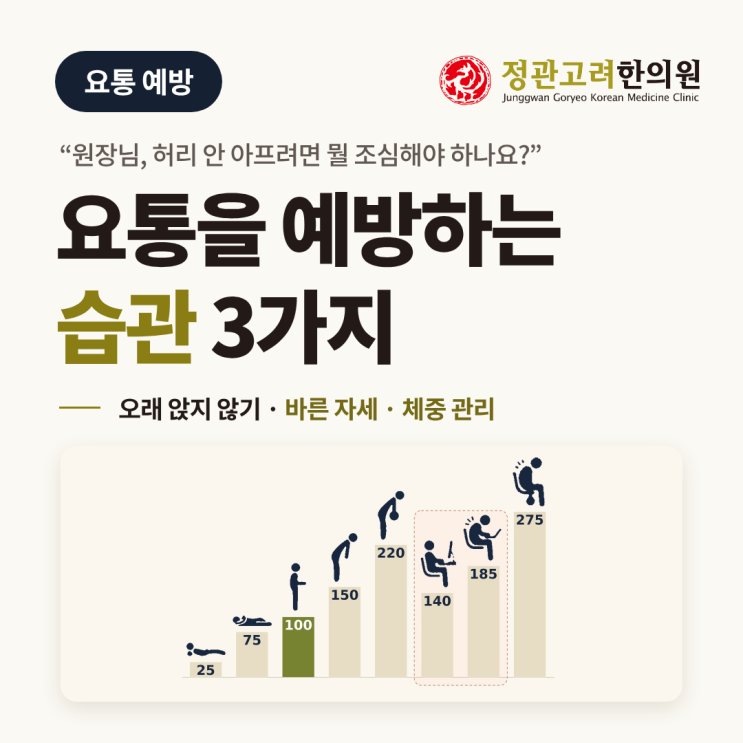 요통 예방
정관고려한의원
Junggwan Goryeo Korean Medicine Clinic
“원장님, 허리 안 아프려면 뭘 조심해야 하나요?”
요통을 예방하는
습관 3가지
오래 앉지 않기 · 바른 자세 · 체중 관리
25
75
100
150
220
140
185
275